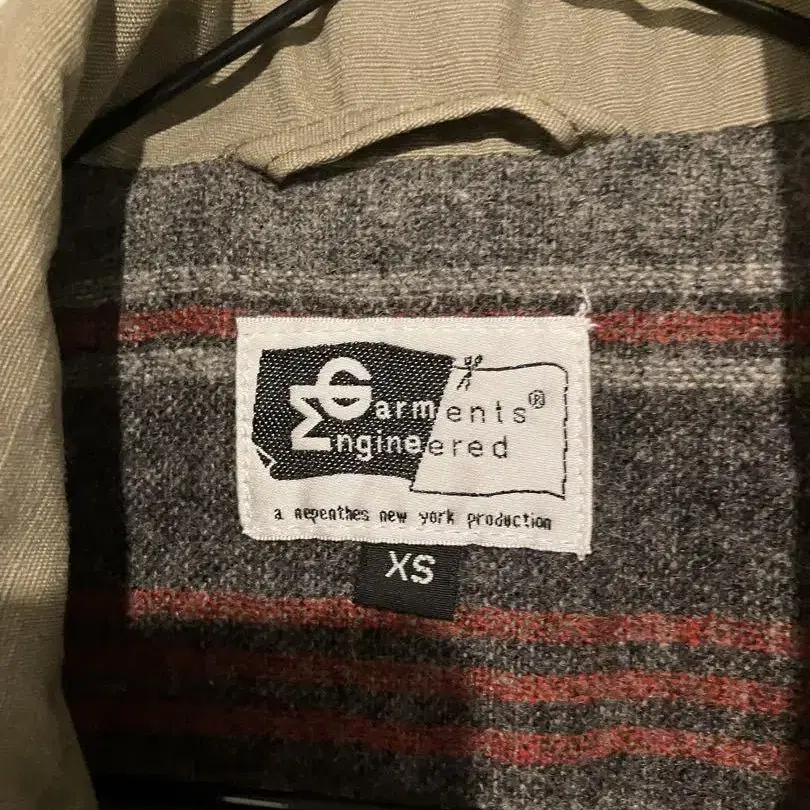 Garments®
Engineered
a nepenthes new york production
XS